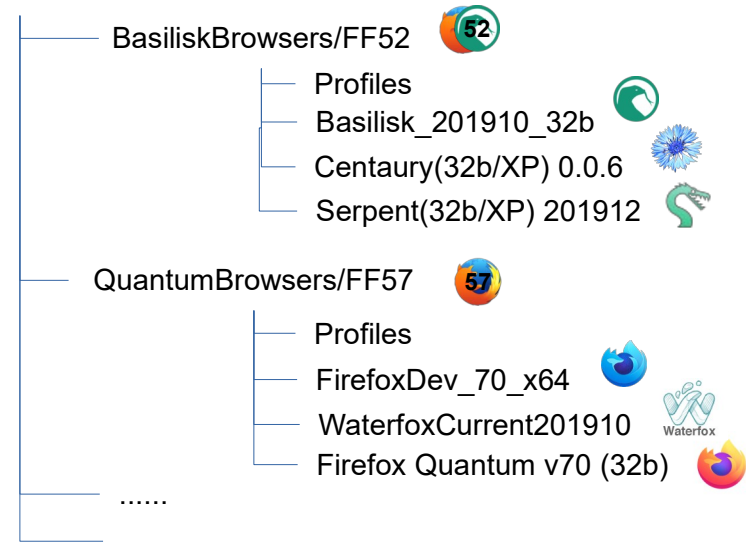 BasiliskBrowsers/FF52 52
Profiles
Basilisk_201910_32b
Centaury(32b/XP) 0.0.6
Serpent(32b/XP) 201912
QuantumBrowsers/FF57 57
Profiles
FirefoxDev_70_x64
WaterfoxCurrent201910 Waterfox
Firefox Quantum v70 (32b)
......